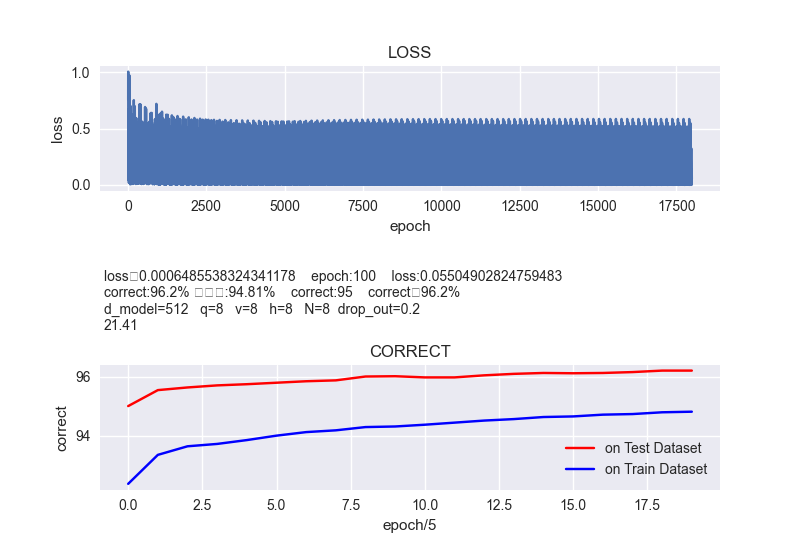 LOSS
1.0
0.5
0.0
loss
0 2500 5000 7500 10000 12500 15000 17500
epoch
loss□0.0006485538324341178 epoch:100 loss:0.05504902824759483
correct:96.2% □□□:94.81% correct:95 correct□96.2%
d_model=512 q=8 v=8 h=8 N=8 drop_out=0.2
21.41
CORRECT
96
94
correct
on Test Dataset
on Train Dataset
0.0 2.5 5.0 7.5 10.0 12.5 15.0 17.5
epoch/5